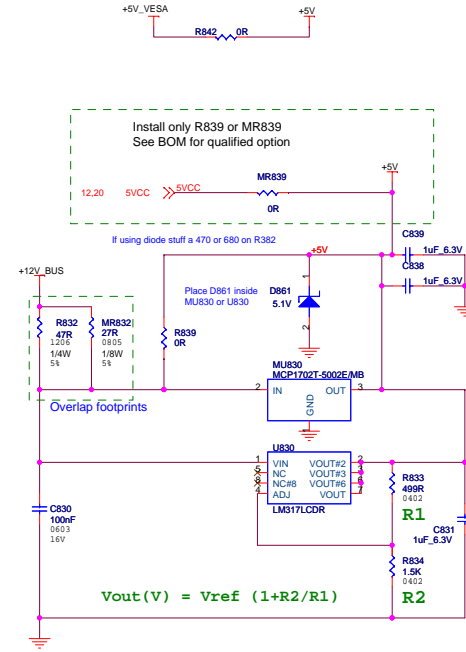 +5V_VESA
+5V
R842 0R
Install only R839 or MR839
See BOM for qualified option
+5V
MR839
12,20 5VCC 5VCC
0R
C839
If using diode stuff a 470 or 680 on R382
+5V
1uF_6.3V
C838
+12V_BUS
1uF_6.3V
Place D861 inside
MU830 or U830
D861
5.1V
1
2
R832
47R
1206
1/4W
5%
MR832
27R
0805
1/8W
5%
R839
0R
MU830
MCP1702T-5002E/MB
2 IN OUT 3
GND
1
Overlap footprints
U830
1 VIN VOUT#2 2
5 NC VOUT#3 3
8 NC#8 VOUT#6 6
4 ADJ VOUT 7
LM317LCDR
R833
499R
0402
R1
C830
100nF
0603
16V
C831
1uF_6.3V
R834
1.5K
0402
R2
Vout(V) = Vref (1+R2/R1)